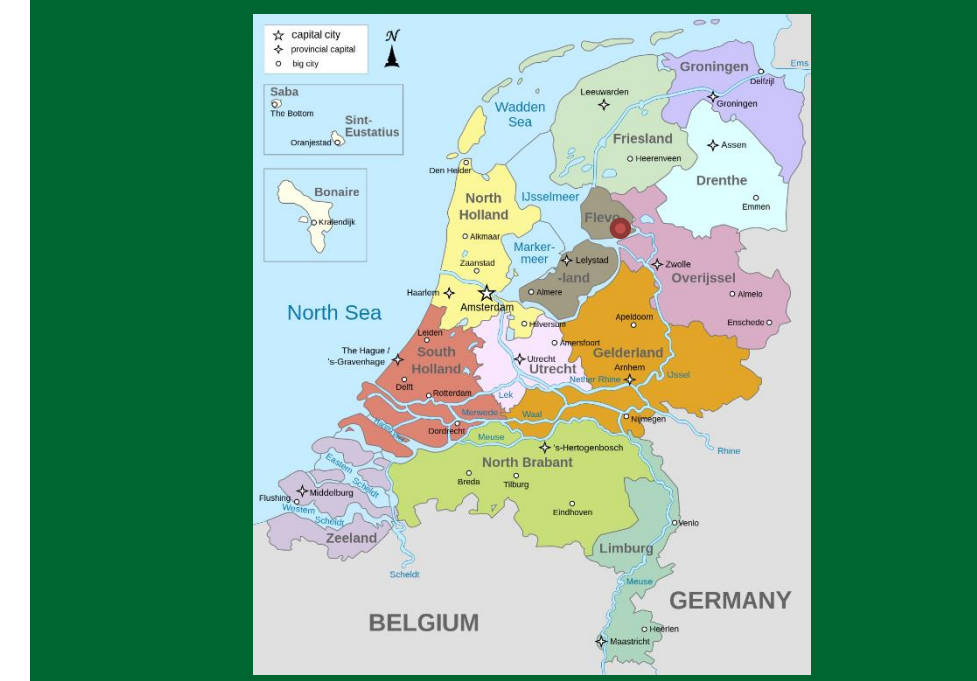 capital city
provincial capital
big city
N
Saba
The Bottom
Sint-
Eustatius
Oranjestad
Bonaire
Kralendijk
Wadden
Sea
Groningen
Delfzijl
Ems
Leeuwarden
Groningen
Friesland
Assen
Heerenveen
Drenthe
Emmen
Den Helder
North
Holland
IJsselmeer
Flevo
Alkmaar
Marker-
meer
Zaanstad
Lelystad
-land
Zwolle
Overijssel
Haarlem
Almere
Almelo
Amsterdam
North Sea
Hilversum
Apeldoorn
Enschede
Leiden
The Hague /
's-Gravenhage
South
Holland
Amersfoort
Utrecht
Utrecht
Gelderland
Arnhem
Nether Rhine
IJssel
Delft
Rotterdam
Lek
Merwede
Waal
Nijmegen
Dordrecht
Meuse
Rhine
's-Hertogenbosch
North Brabant
Eastern
Scheldt
Breda
Tilburg
Middelburg
Flushing
Western
Scheldt
Eindhoven
Venlo
Zeeland
Limburg
Scheldt
Meuse
GERMANY
BELGIUM
Heerlen
Maastricht